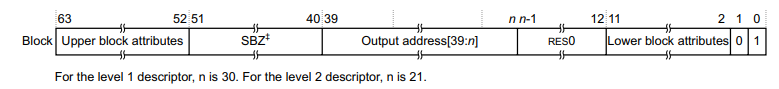 63 52 51 40 39 n n-1 12 11 2 1 0
Block Upper block attributes SBZ‡ Output address[39:n] RES0 Lower block attributes 0 1
For the level 1 descriptor, n is 30. For the level 2 descriptor, n is 21.